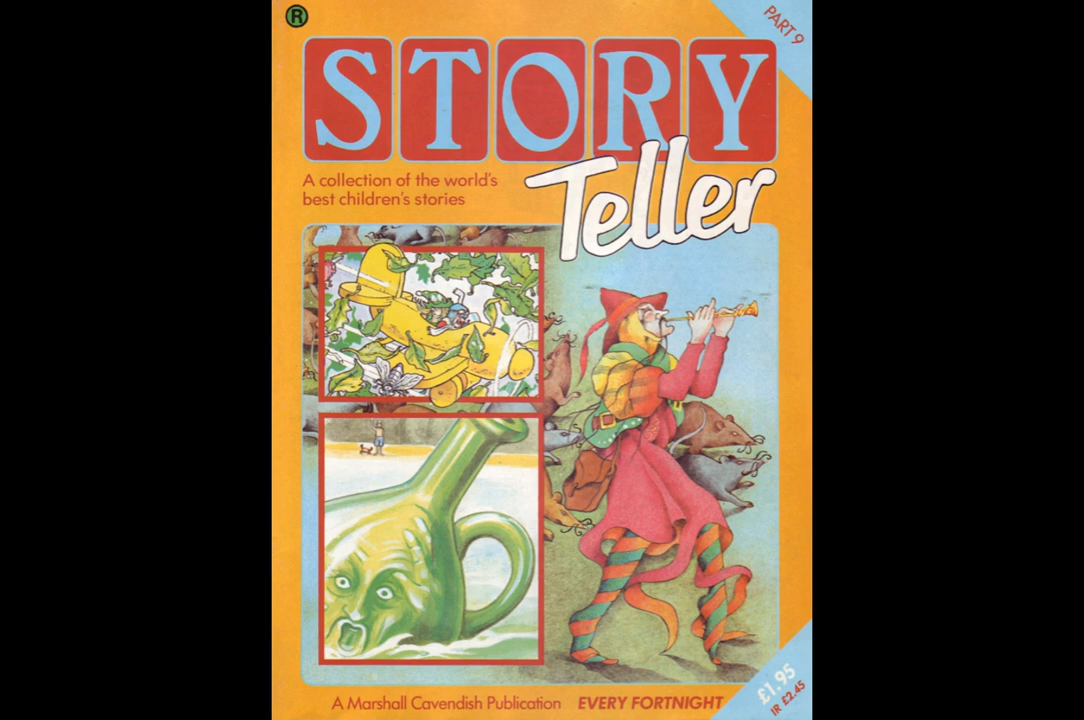 R
PART 9
STORY
Teller
A collection of the world's
best children's stories
A Marshall Cavendish Publication EVERY FORTNIGHT
£1.95
IR £2.45